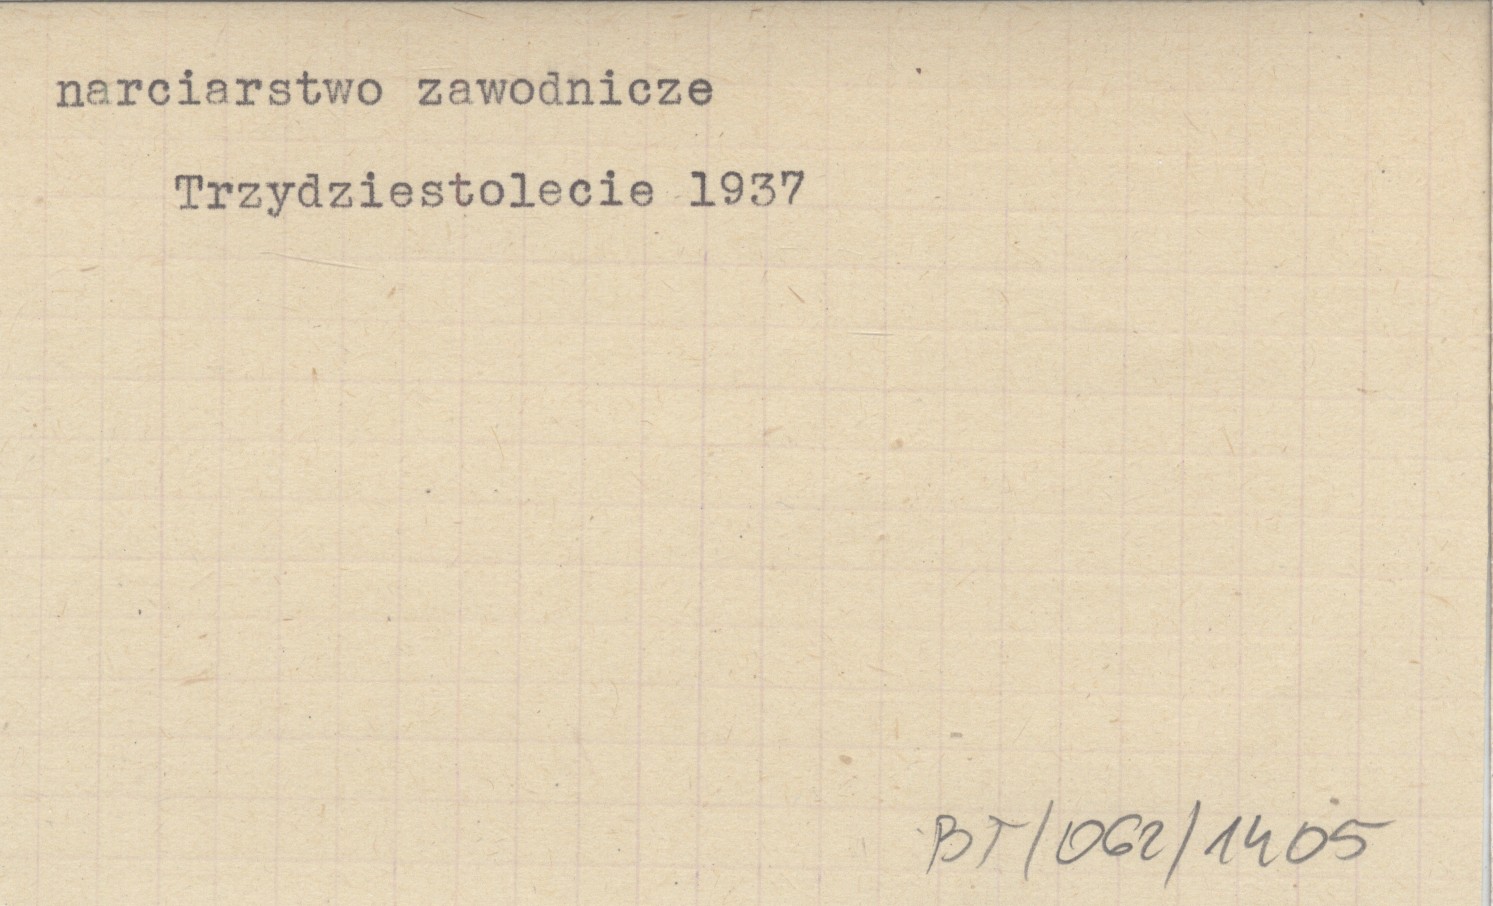 narciarstwo zawodnicze
Trzydziestolecie 1937
BT/062/1405